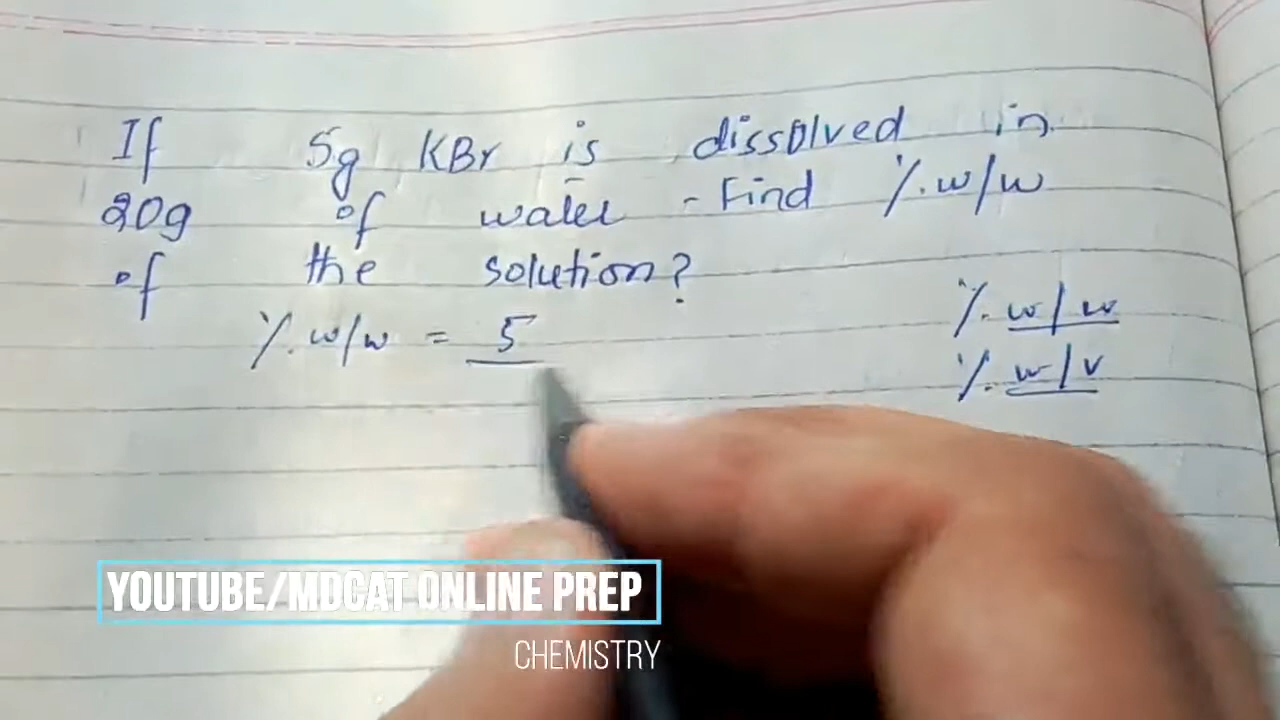 If 5g KBr is dissolved in
20g of water - Find %w/w
of the solution?
% w/w = 5
% w/w
% w/v
YOUTUBE/MDCAT ONLINE PREP
CHEMISTRY